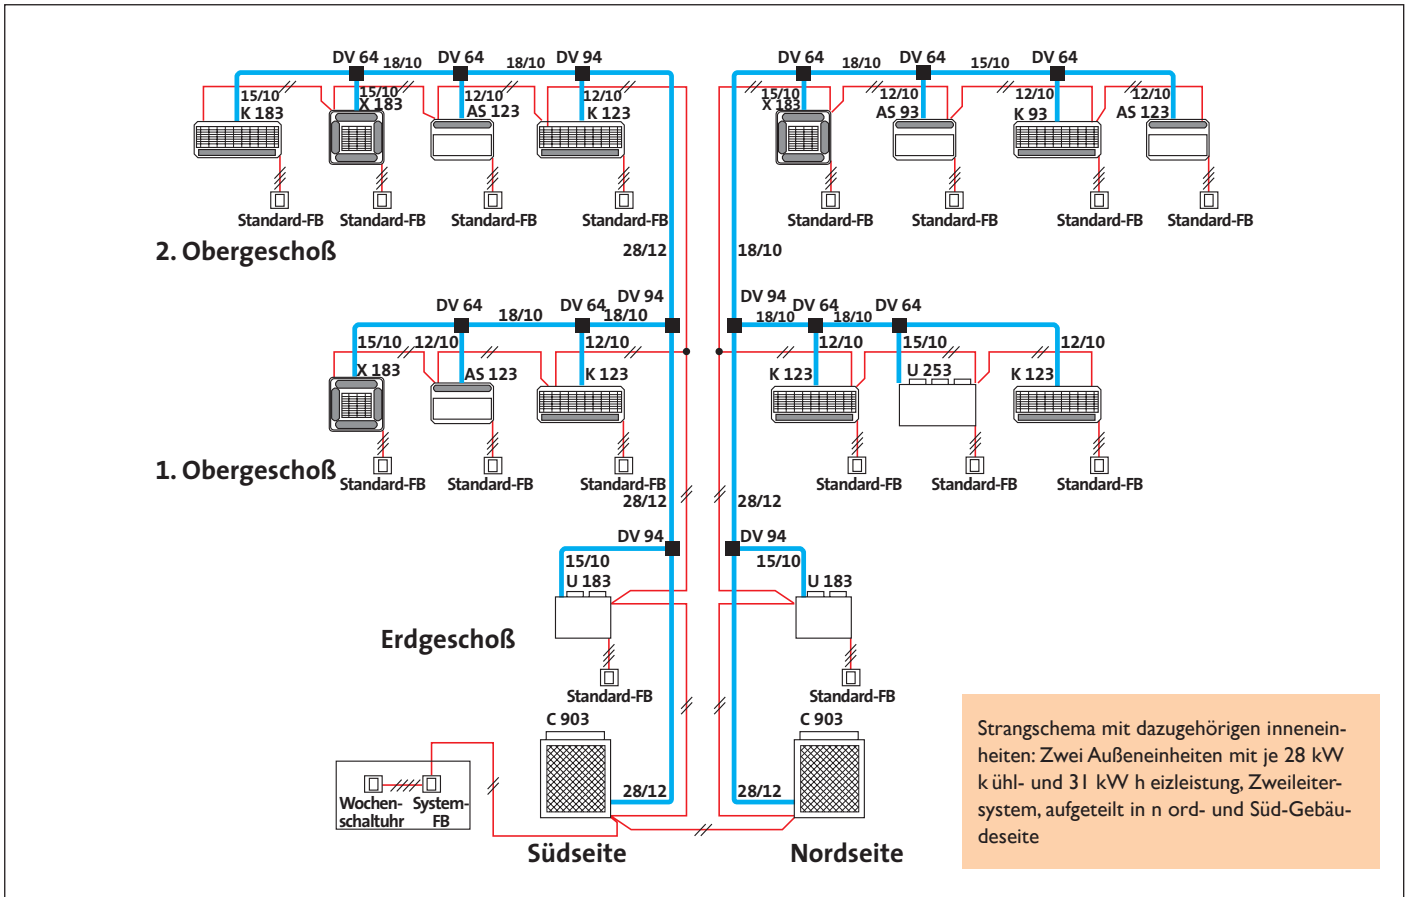 DV 64 18/10 DV 64 18/10 DV 94 DV 64 18/10 DV 64 15/10 DV 64
15/10 15/10 12/10 12/10 15/10 12/10 12/10 12/10
K 183 X 183 AS 123 K 123 X 183 AS 93 K 93 AS 123
Standard-FB Standard-FB Standard-FB Standard-FB Standard-FB Standard-FB Standard-FB Standard-FB
2. Obergeschoß 28/12 18/10
DV 64 18/10 DV 64 18/10 DV 94 DV 94 18/10 DV 64 18/10 DV 64
15/10 12/10 12/10 12/10 15/10 12/10
X 183 AS 123 K 123 K 123 U 253 K 123
1. Obergeschoß Standard-FB Standard-FB Standard-FB Standard-FB Standard-FB Standard-FB
28/12 28/12
DV 94 DV 94
15/10 15/10
U 183 U 183
Erdgeschoß
Standard-FB Standard-FB
C 903 C 903
28/12 28/12
Wochen-
schaltuhr
System-
FB
Südseite Nordseite
Strangschema mit dazugehörigen innenein-
heiten: Zwei Außeneinheiten mit je 28 kW
k ühl- und 31 kW h eizleistung, Zweileiter-
system, aufgeteilt in n ord- und Süd-Gebäu-
deseite